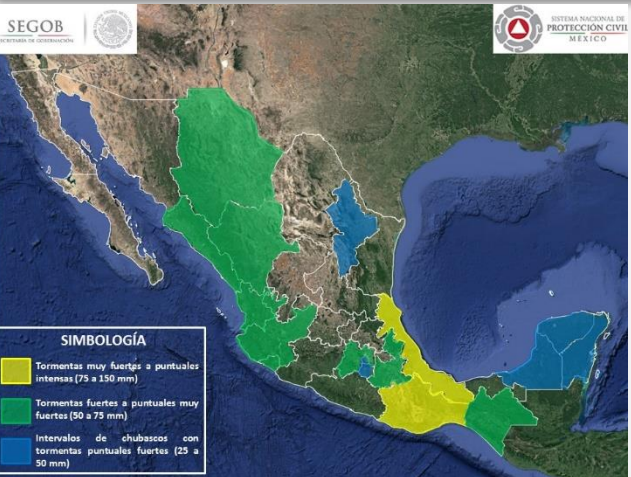 SEGOB
SECRETARÍA DE GOBERNACIÓN
SISTEMA NACIONAL DE
PROTECCIÓN CIVIL
MÉXICO
SIMBOLOGÍA
Tormentas muy fuertes a puntuales
intensas (75 a 150 mm)
Tormentas fuertes a puntuales muy
fuertes (50 a 75 mm)
Intervalos de chubascos con
tormentas puntuales fuertes (25 a
50 mm)